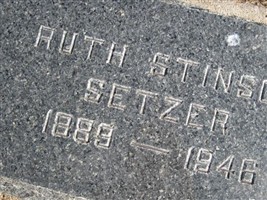 RUTH STINSO
SETZER
1889 — 1946